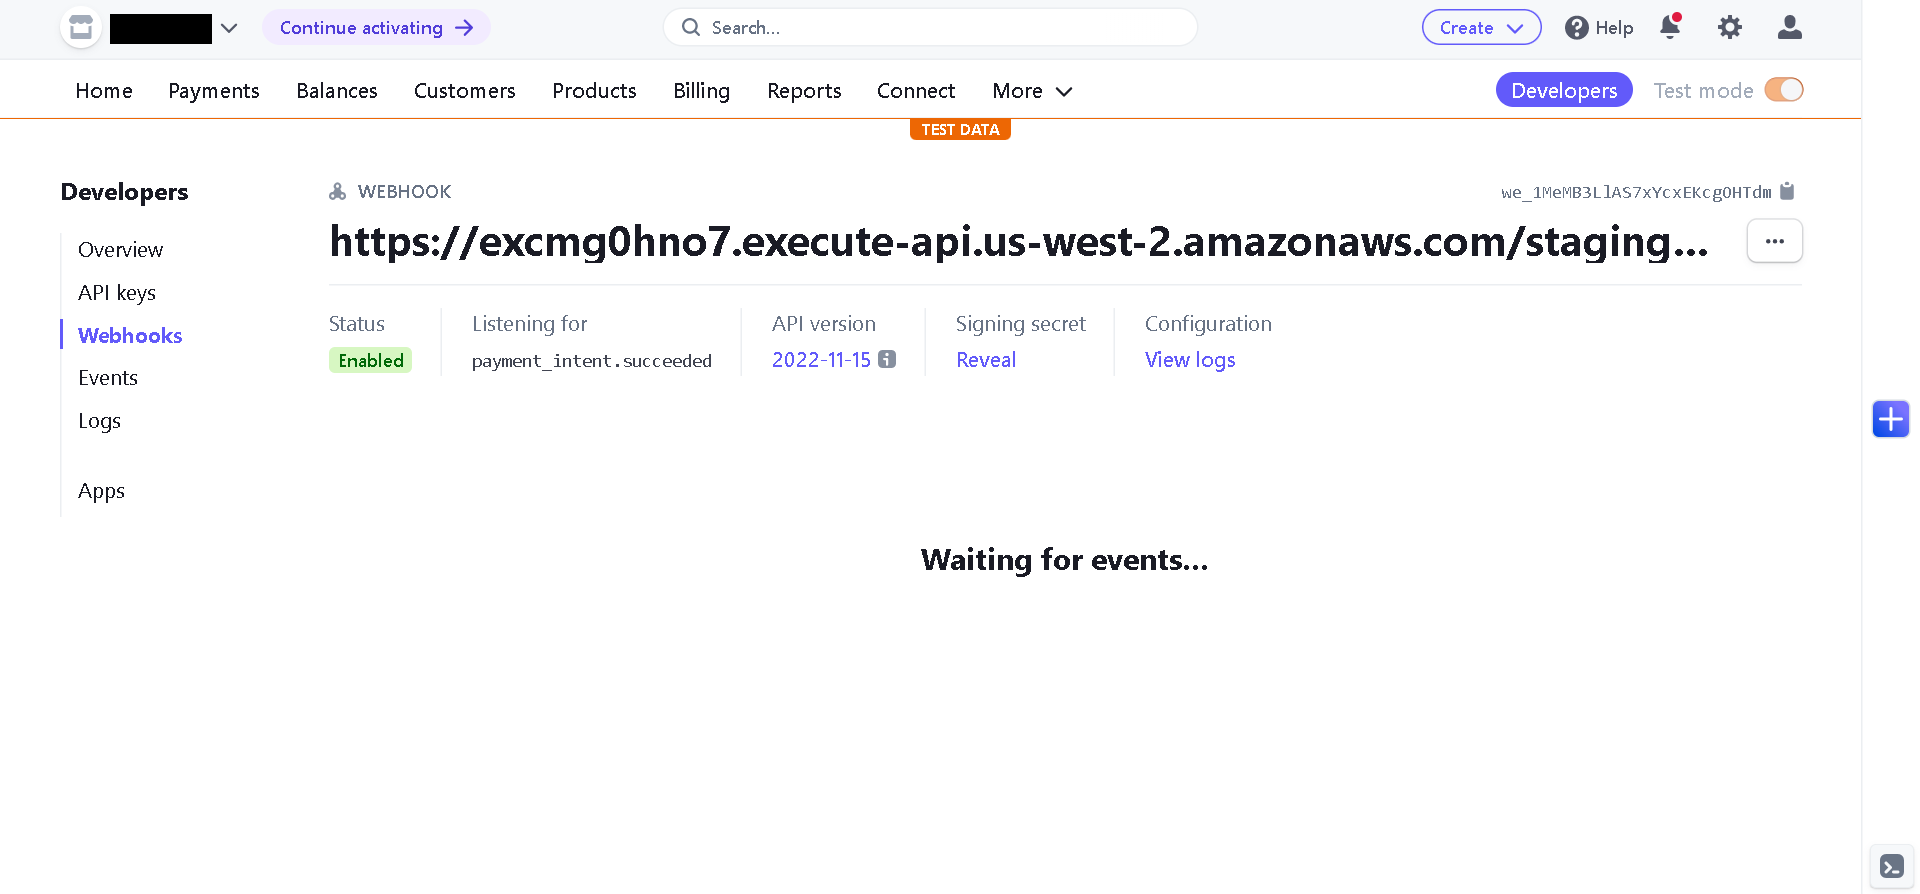 Continue activating
Search...
Create
Help
Home Payments Balances Customers Products Billing Reports Connect More
Developers Test mode
TEST DATA
Developers
Overview
API keys
Webhooks
Events
Logs
Apps
WEBHOOK
we_1MeMB3LlAS7xYcxEKcgOHTdm
https://excmg0hno7.execute-api.us-west-2.amazonaws.com/staging...
Status
Enabled
Listening for
payment_intent.succeeded
API version
2022-11-15
Signing secret
Reveal
Configuration
View logs
Waiting for events...